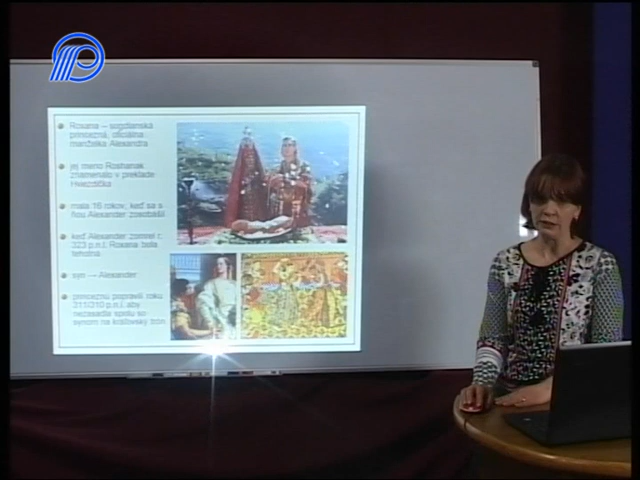 Roxana – sogdianská
princezná, oficiálna
manželka Alexandra
jej meno Roshanak
znamenalo v preklade
Hviezdička
mala 16 rokov, keď sa s
ňou Alexander zosobášil
keď Alexander zomrel r.
323 p.n.l. Roxana bola
tehotná
syn – Alexander
princeznú popravili roku
311/310 p.n.l. aby
nezasadla spolu so
synom na kráľovský trón